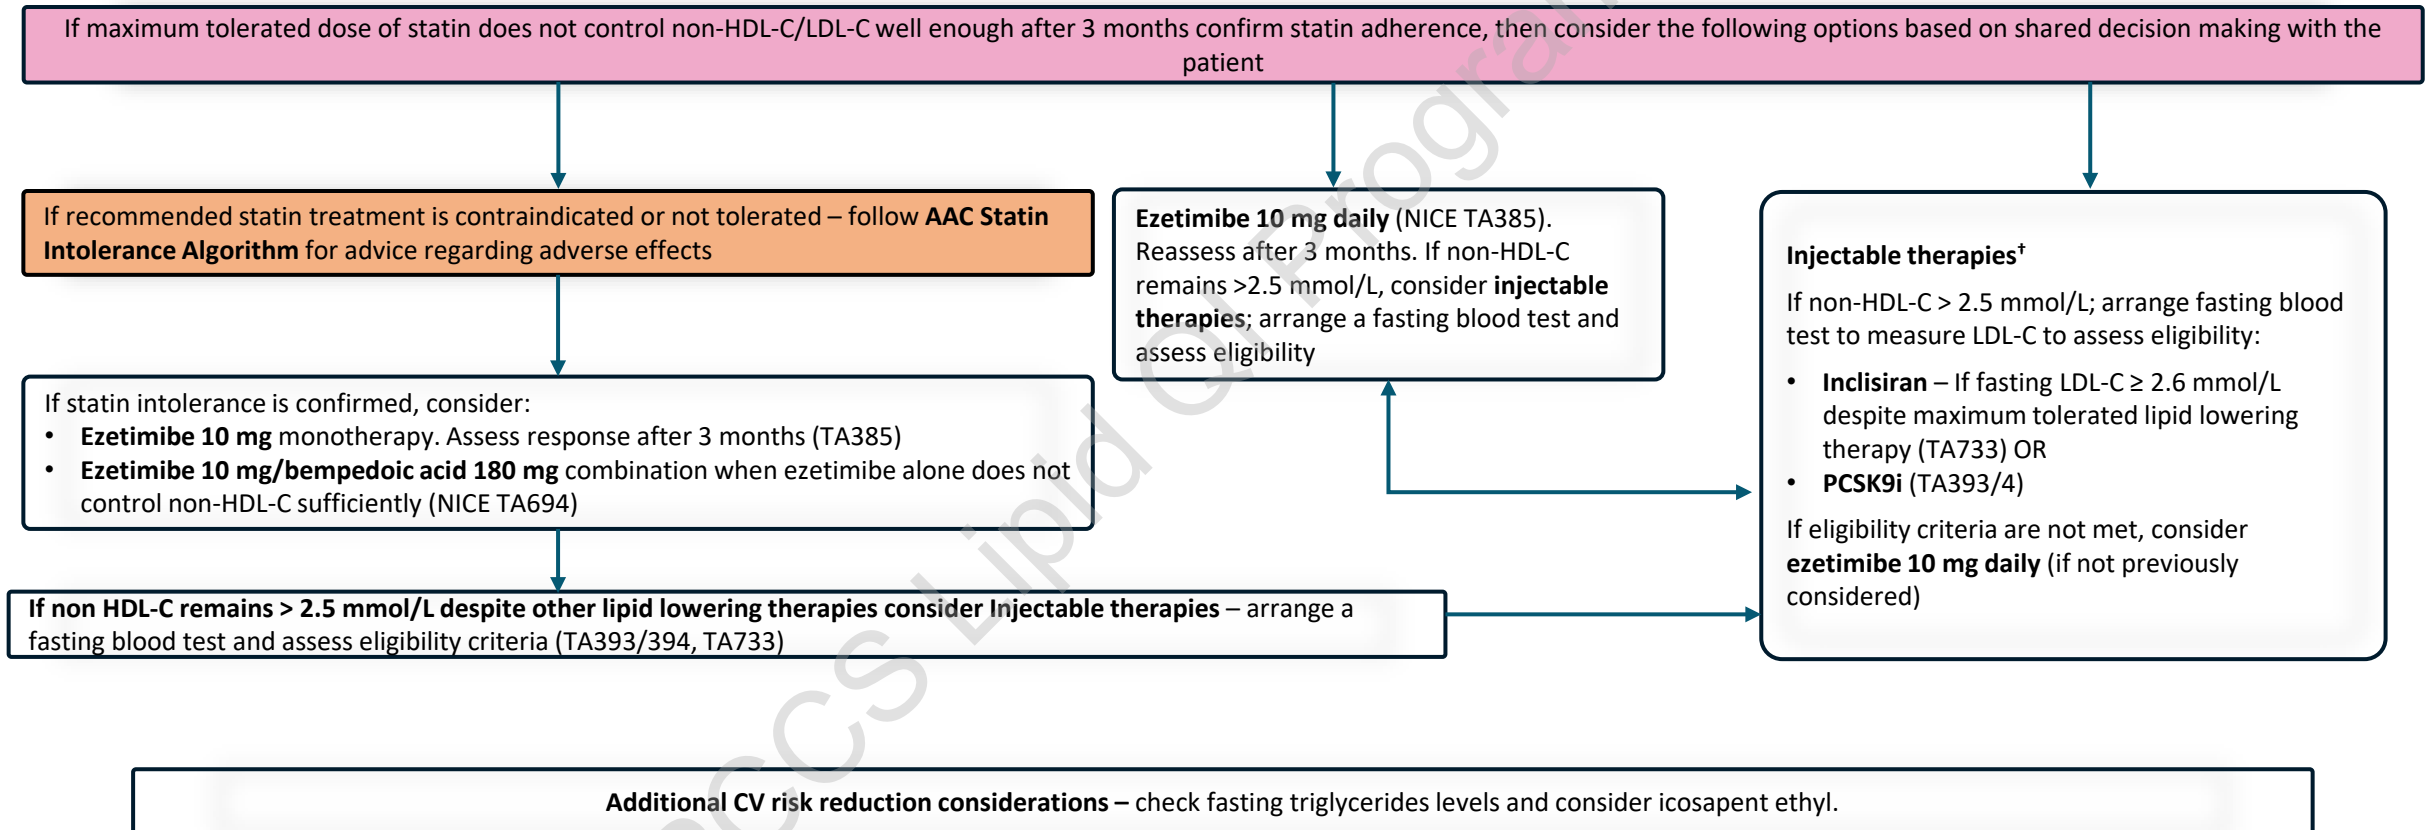 If maximum tolerated dose of statin does not control non-HDL-C/LDL-C well enough after 3 months confirm statin adherence, then consider the following options based on shared decision making with the
patient
If recommended statin treatment is contraindicated or not tolerated – follow AAC Statin
Intolerance Algorithm for advice regarding adverse effects
If statin intolerance is confirmed, consider:
• Ezetimibe 10 mg monotherapy. Assess response after 3 months (TA385)
• Ezetimibe 10 mg/bempedoic acid 180 mg combination when ezetimibe alone does not
control non-HDL-C sufficiently (NICE TA694)
If non HDL-C remains > 2.5 mmol/L despite other lipid lowering therapies consider Injectable therapies – arrange a
fasting blood test and assess eligibility criteria (TA393/394, TA733)
Ezetimibe 10 mg daily (NICE TA385).
Reassess after 3 months. If non-HDL-C
remains >2.5 mmol/L, consider injectable
therapies; arrange a fasting blood test and
assess eligibility
Injectable therapies†
If non-HDL-C > 2.5 mmol/L; arrange fasting blood
test to measure LDL-C to assess eligibility:
• Inclisiran – If fasting LDL-C ≥ 2.6 mmol/L
despite maximum tolerated lipid lowering
therapy (TA733) OR
• PCSK9i (TA393/4)
If eligibility criteria are not met, consider
ezetimibe 10 mg daily (if not previously
considered)
Additional CV risk reduction considerations – check fasting triglycerides levels and consider icosapent ethyl.
CCS Lipid QI Program